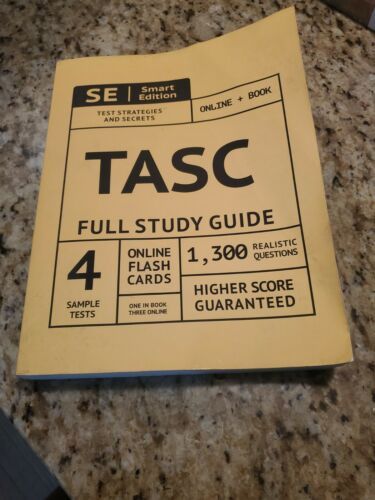 SE | Smart
Edition
TEST STRATEGIES
AND SECRETS
ONLINE + BOOK
TASC
FULL STUDY GUIDE
4
SAMPLE
TESTS
ONLINE
FLASH
CARDS
ONE IN BOOK
THREE ONLINE
1,300 REALISTIC
QUESTIONS
HIGHER SCORE
GUARANTEED